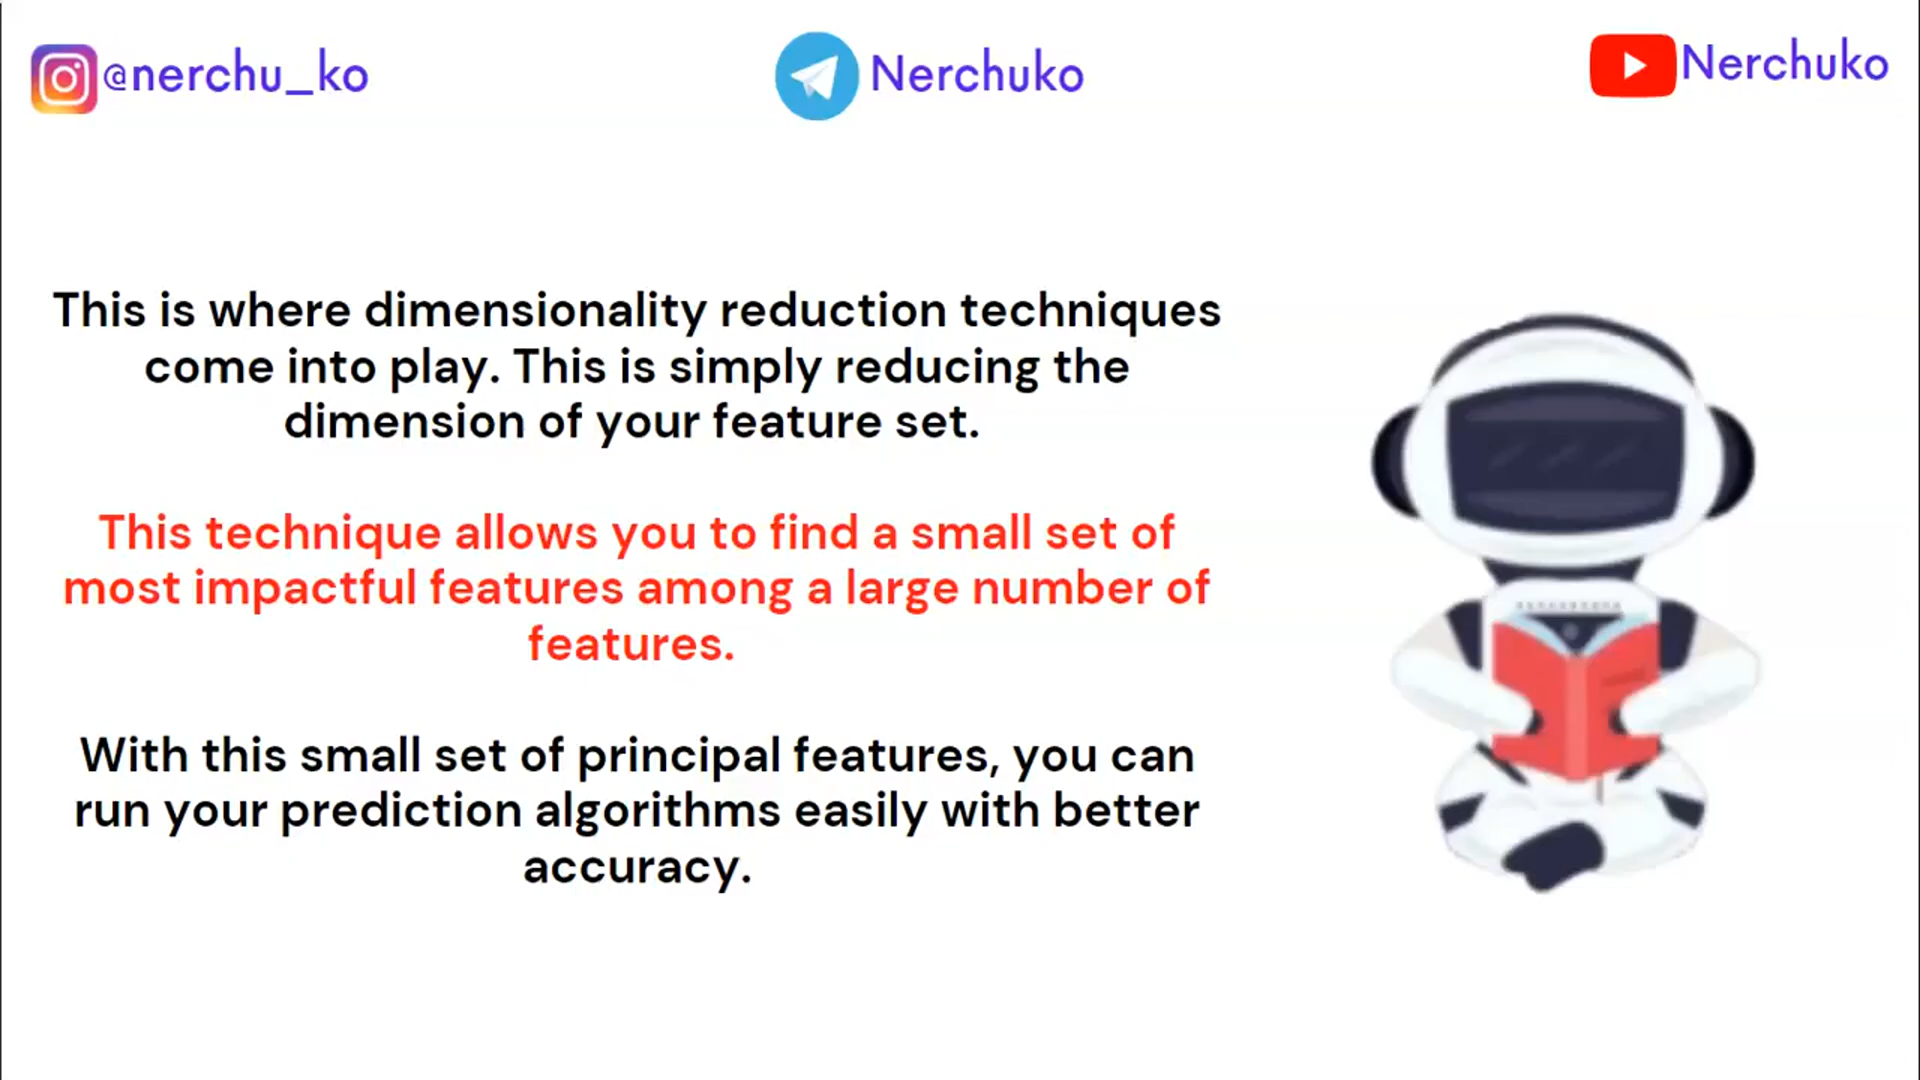 @nerchu_ko
Nerchuko
Nerchuko
This is where dimensionality reduction techniques
come into play. This is simply reducing the
dimension of your feature set.
This technique allows you to find a small set of
most impactful features among a large number of
features.
With this small set of principal features, you can
run your prediction algorithms easily with better
accuracy.